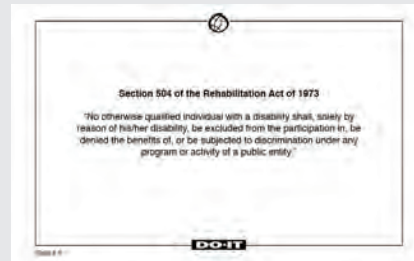 Section 504 of the Rehabilitation Act of 1973
"No otherwise qualified individual with a disability shall, solely by
reason of his/her disability, be excluded from the participation in, be
denied the benefits of, or be subjected to discrimination under any
program or activity of a public entity."
DO-IT